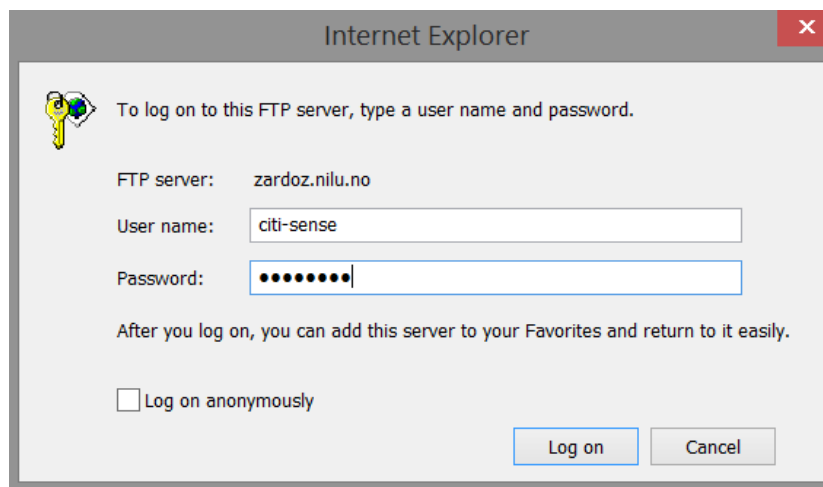 Internet Explorer
To log on to this FTP server, type a user name and password.
FTP server: zardoz.nilu.no
User name: citi-sense
Password: ●●●●●●●●
After you log on, you can add this server to your Favorites and return to it easily.
Log on anonymously
Log on Cancel